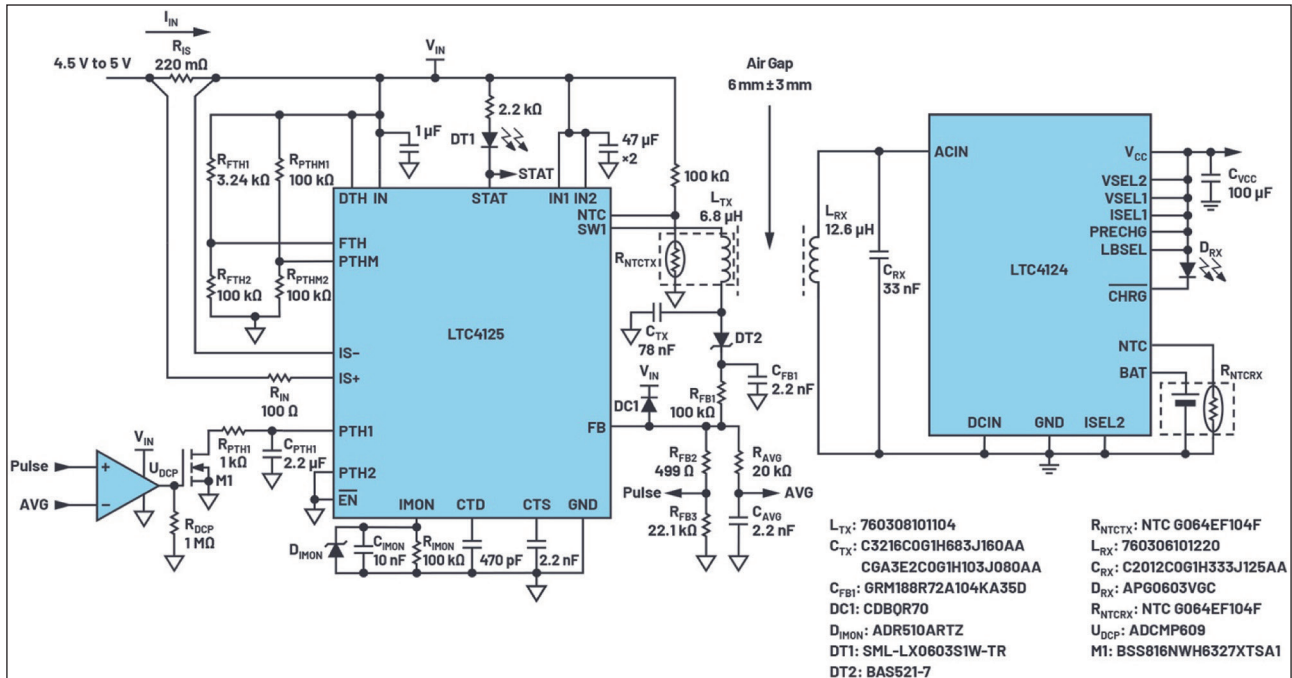 I_IN
R_IS
220 mΩ
4.5 V to 5 V
V_IN
Air Gap
6 mm ± 3 mm
2.2 kΩ
DT1
STAT
1 µF
47 µF
×2
R_FTH1
3.24 kΩ
R_PTHM1
100 kΩ
100 kΩ
DTH
IN
STAT
IN1
IN2
NTC
SW1
L_TX
6.8 µH
R_NTCTX
FTH
PTHM
R_FTH2
100 kΩ
R_PTHM2
100 kΩ
LTC4125
C_TX
78 nF
DT2
C_FB1
2.2 nF
R_FB1
100 kΩ
V_IN
DC1
IS–
IS+
R_IN
100 Ω
FB
PTH1
R_PTH1
1 kΩ
C_PTH1
2.2 µF
PTH2
EN
V_IN
Pulse
+
AVG
–
U_DCP
M1
R_DCP
1 MΩ
IMON
CTD
CTS
GND
D_IMON
C_IMON
10 nF
R_IMON
100 kΩ
470 pF
2.2 nF
R_FB2
499 Ω
R_AVG
20 kΩ
Pulse
AVG
R_FB3
22.1 kΩ
C_AVG
2.2 nF
L_RX
12.6 µH
C_RX
33 nF
ACIN
V_CC
C_VCC
100 µF
VSEL2
VSEL1
ISEL1
PRECHG
LBSEL
D_RX
LTC4124
CHRG
NTC
BAT
R_NTCRX
DCIN
GND
ISEL2
L_TX: 760308101104
C_TX: C3216C0G1H683J160AA
CGA3E2C0G1H103J080AA
C_FB1: GRM188R72A104KA35D
DC1: CDBQR70
D_IMON: ADR510ARTZ
DT1: SML-LX0603S1W-TR
DT2: BAS521-7
R_NTCTX: NTC G064EF104F
L_RX: 760306101220
C_RX: C2012C0G1H333J125AA
D_RX: APG0603VGC
R_NTCRX: NTC G064EF104F
U_DCP: ADCMP609
M1: BSS816NWH6327XTSA1